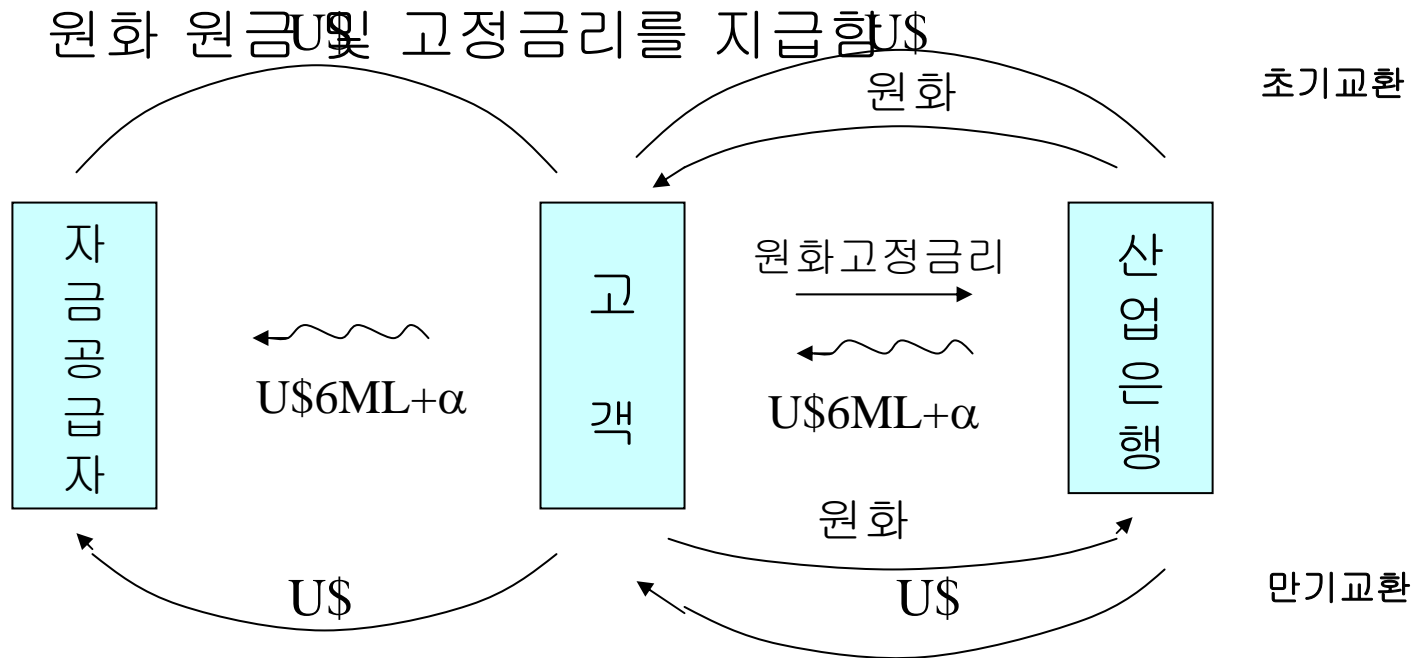 원화 원금 및 고정금리를 지급함
U$
U$
원화
초기교환
자금공급자
고객
산업은행
원화고정금리
U$6ML+α
U$6ML+α
원화
U$
U$
만기교환